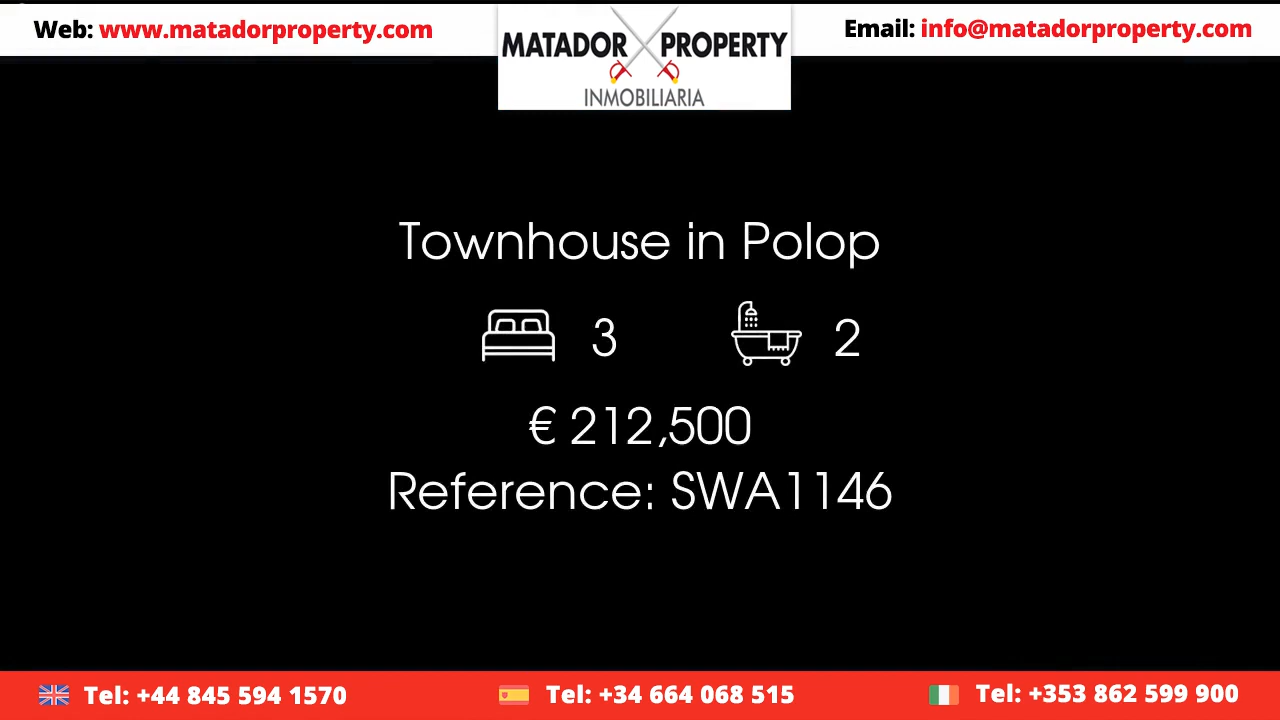 Web: www.matadorproperty.com
MATADOR PROPERTY
INMOBILIARIA
Email: info@matadorproperty.com
Townhouse in Polop
3 2
€ 212,500
Reference: SWA1146
Tel: +44 845 594 1570
Tel: +34 664 068 515
Tel: +353 862 599 900